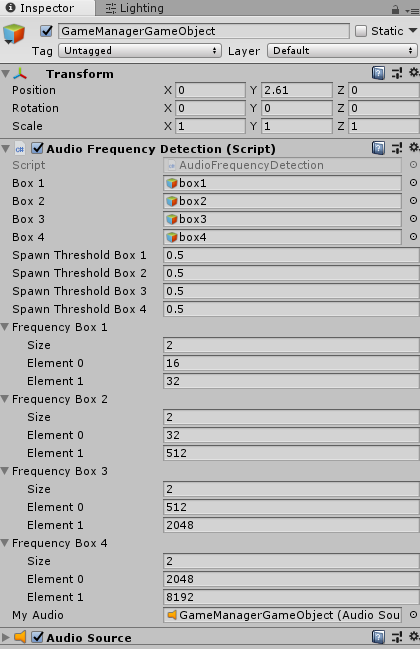 Inspector Lighting
GameManagerGameObject Static
Tag Untagged Layer Default
Transform
Position X 0 Y 2.61 Z 0
Rotation X 0 Y 0 Z 0
Scale X 1 Y 1 Z 1
c# Audio Frequency Detection (Script)
Script AudioFrequencyDetection
Box 1 box1
Box 2 box2
Box 3 box3
Box 4 box4
Spawn Threshold Box 1 0.5
Spawn Threshold Box 2 0.5
Spawn Threshold Box 3 0.5
Spawn Threshold Box 4 0.5
Frequency Box 1
Size 2
Element 0 16
Element 1 32
Frequency Box 2
Size 2
Element 0 32
Element 1 512
Frequency Box 3
Size 2
Element 0 512
Element 1 2048
Frequency Box 4
Size 2
Element 0 2048
Element 1 8192
My Audio GameManagerGameObject (Audio Sou
Audio Source